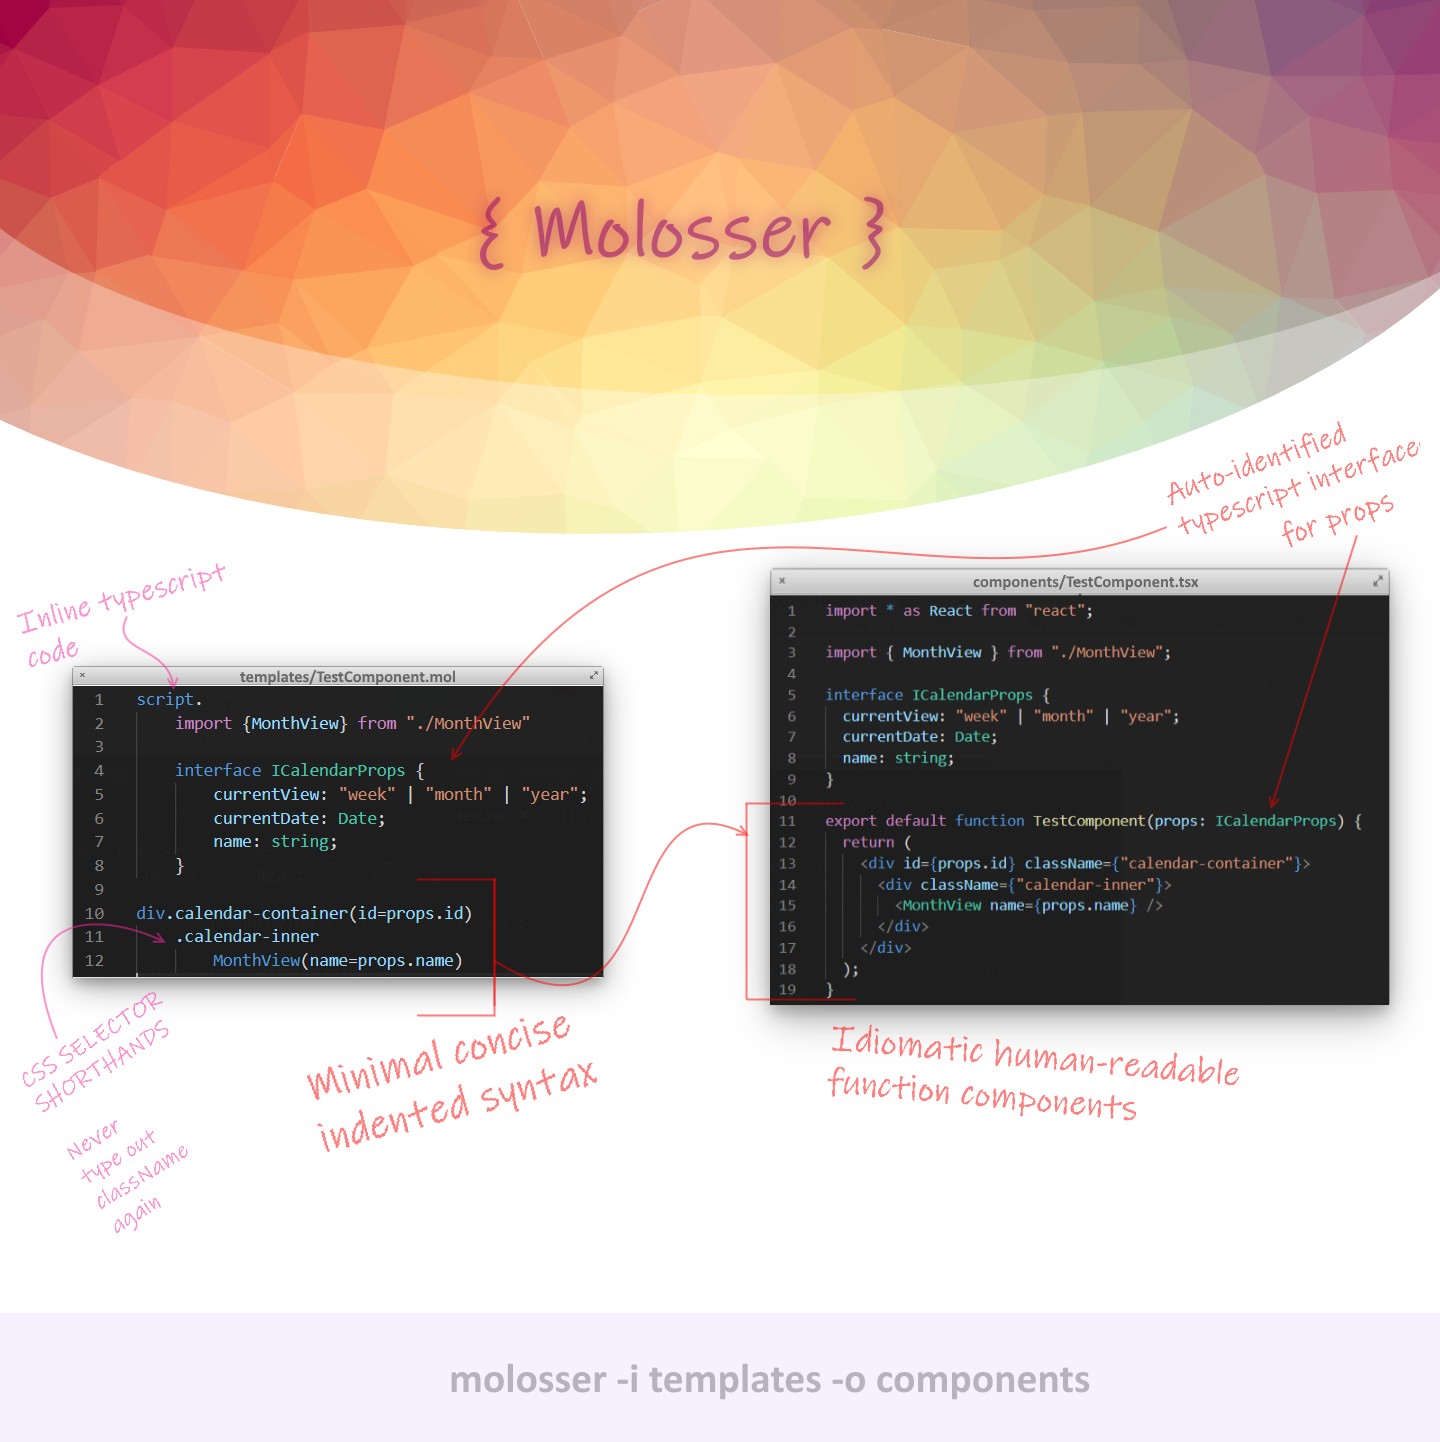 { Molosser }
Auto-identified
typescript interface
for props
Inline typescript
code
templates/TestComponent.mol
1 script.
2 import {MonthView} from "./MonthView"
3
4 interface ICalendarProps {
5 currentView: "week" | "month" | "year";
6 currentDate: Date;
7 name: string;
8 }
9
10 div.calendar-container(id=props.id)
11 .calendar-inner
12 MonthView(name=props.name)
components/TestComponent.tsx
1 import * as React from "react";
2
3 import { MonthView } from "./MonthView";
4
5 interface ICalendarProps {
6 currentView: "week" | "month" | "year";
7 currentDate: Date;
8 name: string;
9 }
10
11 export default function TestComponent(props: ICalendarProps) {
12 return (
13 <div id={props.id} className={"calendar-container"}>
14 <div className={"calendar-inner"}>
15 <MonthView name={props.name} />
16 </div>
17 </div>
18 );
19 }
CSS SELECTOR
SHORTHANDS
Never
type out
className
again
Minimal concise
indented syntax
Idiomatic human-readable
function components
molosser -i templates -o components